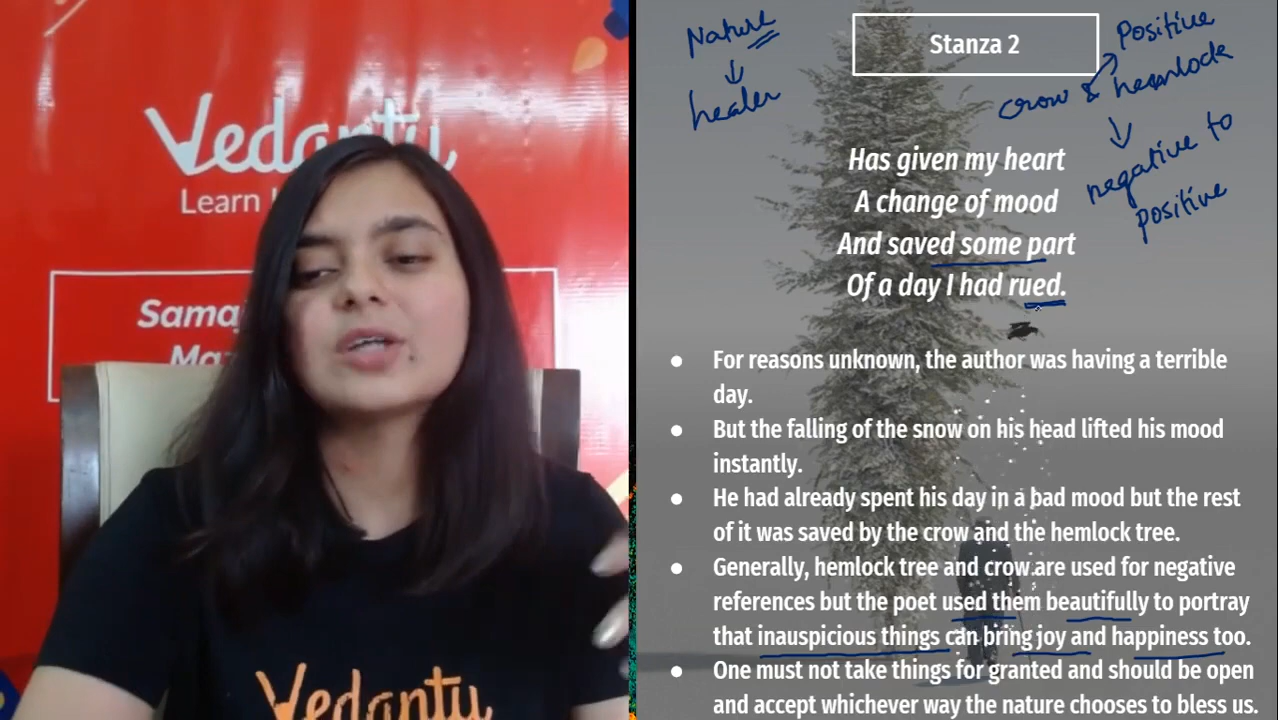 Vedantu
Learn
Sama
Ma
Vedantu
Nature
healer
Stanza 2
Positive
crow & hemlock
negative to
positive
Has given my heart
A change of mood
And saved some part
Of a day I had rued.
● For reasons unknown, the author was having a terrible
day.
● But the falling of the snow on his head lifted his mood
instantly.
● He had already spent his day in a bad mood but the rest
of it was saved by the crow and the hemlock tree.
● Generally, hemlock tree and crow are used for negative
references but the poet used them beautifully to portray
that inauspicious things can bring joy and happiness too.
● One must not take things for granted and should be open
and accept whichever way the nature chooses to bless us.